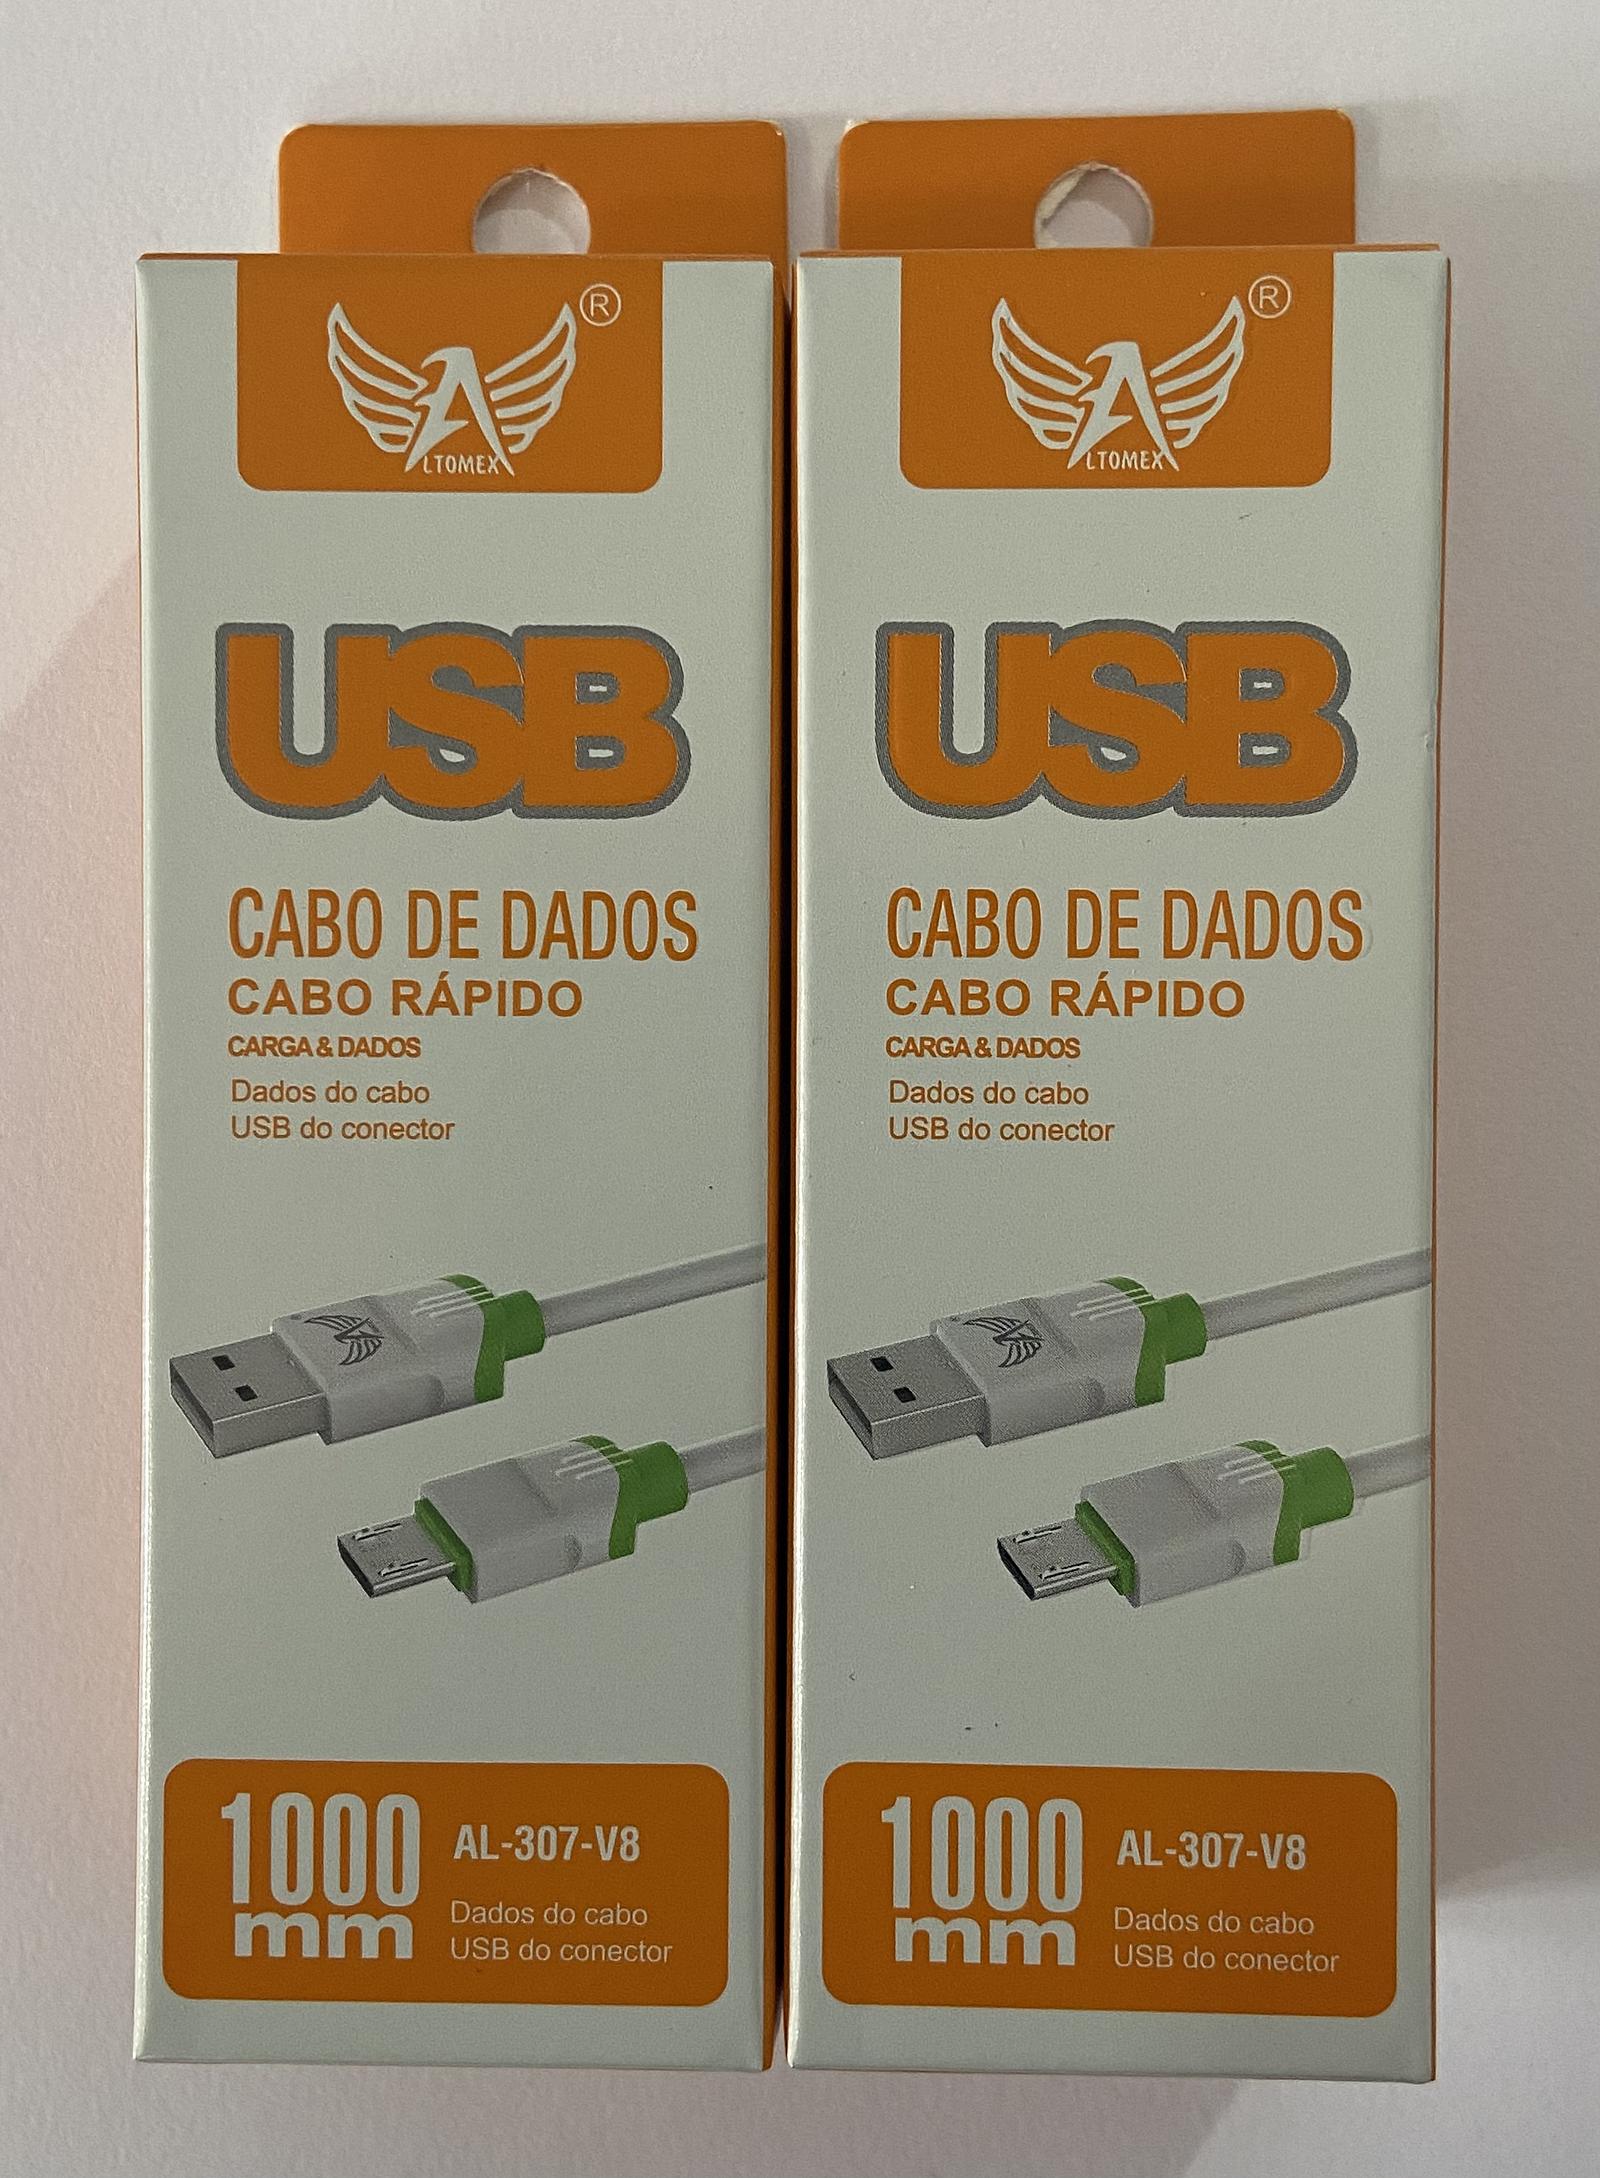 ®
ALTOMEX
USB
CABO DE DADOS
CABO RÁPIDO
CARGA & DADOS
Dados do cabo
USB do conector
1000
mm
AL-307-V8
Dados do cabo
USB do conector
®
ALTOMEX
USB
CABO DE DADOS
CABO RÁPIDO
CARGA & DADOS
Dados do cabo
USB do conector
1000
mm
AL-307-V8
Dados do cabo
USB do conector